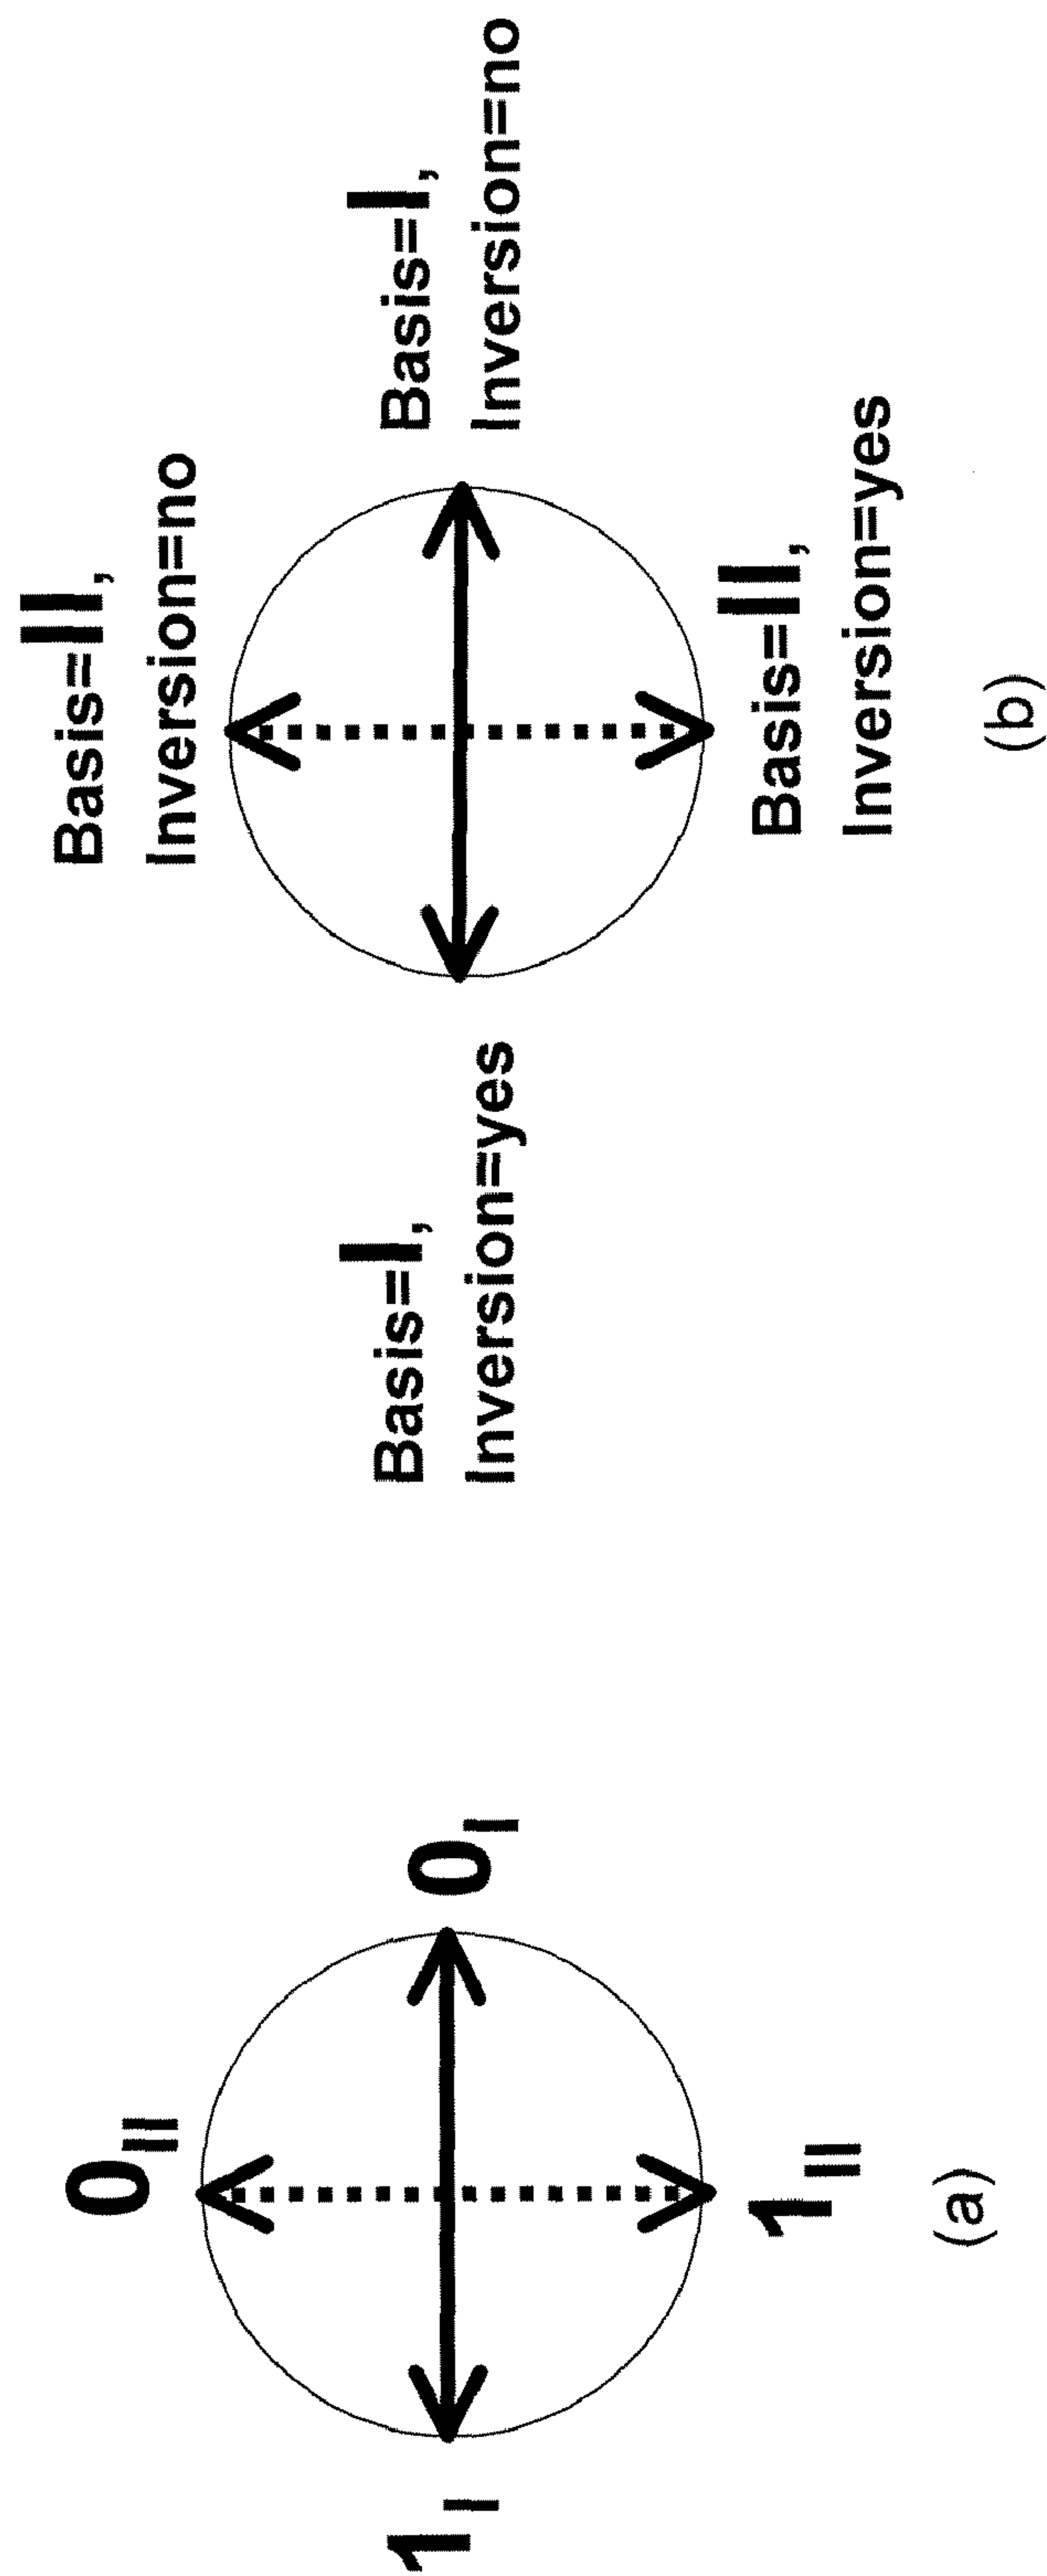 0II
1I
0I
1II
(a)
Basis=II,
Inversion=no
Basis=I,
Inversion=yes
Basis=I,
Inversion=no
Basis=II,
Inversion=yes
(b)